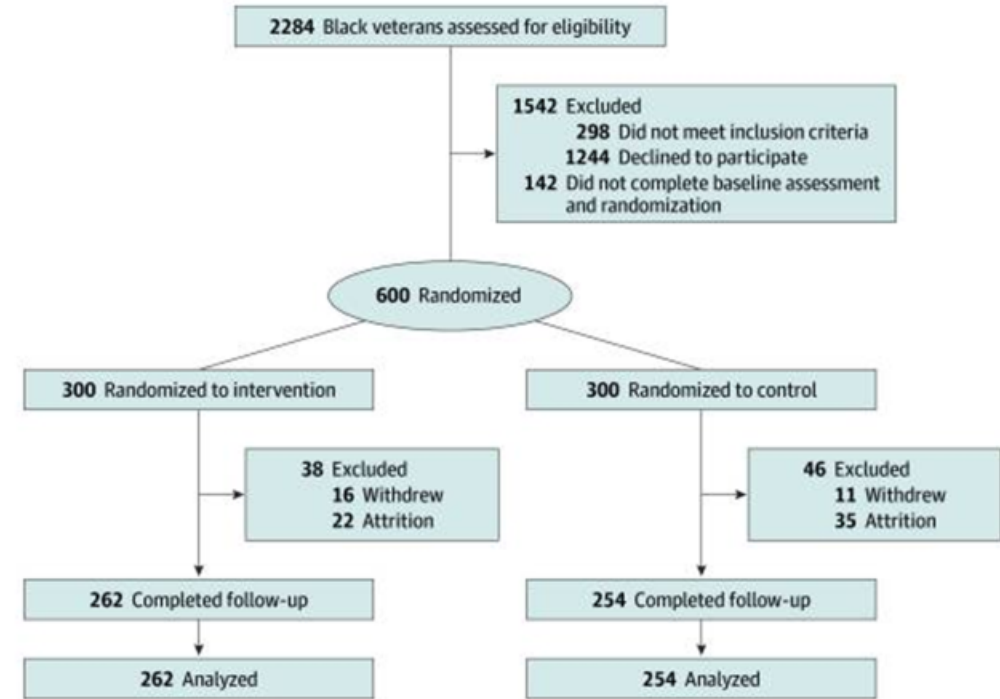 2284 Black veterans assessed for eligibility
1542 Excluded
298 Did not meet inclusion criteria
1244 Declined to participate
142 Did not complete baseline assessment
and randomization
600 Randomized
300 Randomized to intervention
300 Randomized to control
38 Excluded
16 Withdrew
22 Attrition
46 Excluded
11 Withdrew
35 Attrition
262 Completed follow-up
254 Completed follow-up
262 Analyzed
254 Analyzed